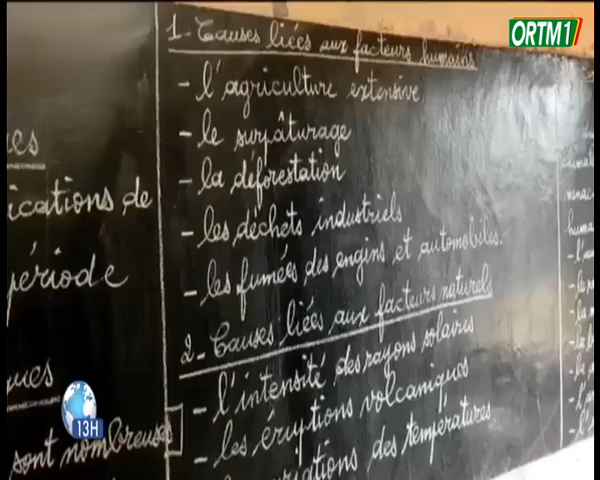 ORTM1
1- Causes liées aux facteurs humains
- l'agriculture extensive
- le surpâturage
- la déforestation
- les déchets industriels
- les fumées des engins et automobiles.
2- Causes liées aux facteurs naturels
- l'intensité des rayons solaires
- les éruptions volcaniques
des températures
ications de
période
sont nombreuses
13H